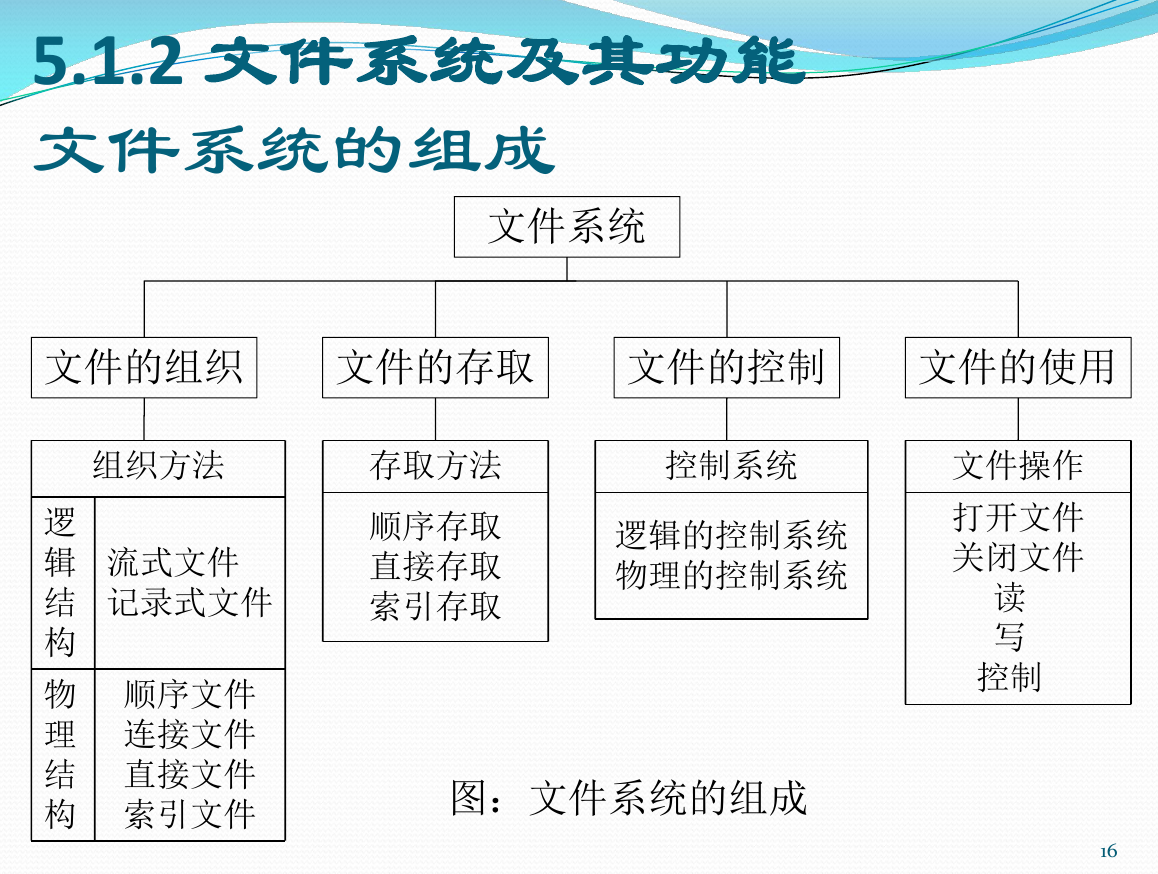 5.1.2 文件系统及其功能
文件系统的组成
文件系统
文件的组织
文件的存取
文件的控制
文件的使用
组织方法
逻辑结构
流式文件
记录式文件
物理结构
顺序文件
连接文件
直接文件
索引文件
存取方法
顺序存取
直接存取
索引存取
控制系统
逻辑的控制系统
物理的控制系统
文件操作
打开文件
关闭文件
读
写
控制
图：文件系统的组成
16